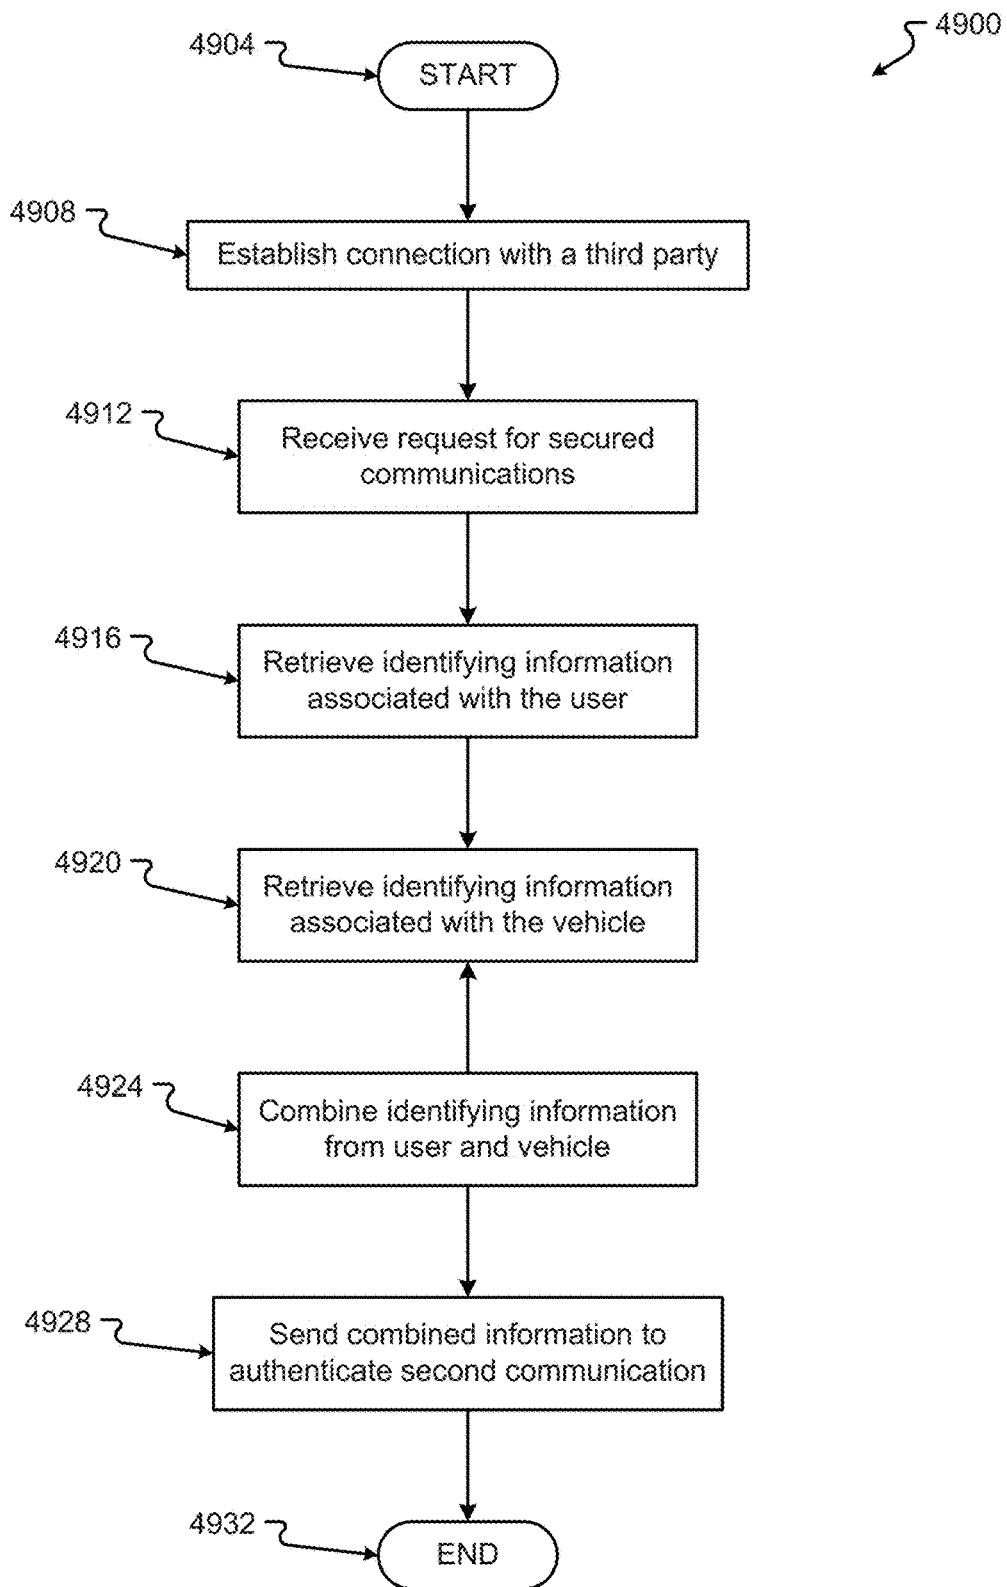 4900
4904
START
4908
Establish connection with a third party
4912
Receive request for secured
communications
4916
Retrieve identifying information
associated with the user
4920
Retrieve identifying information
associated with the vehicle
4924
Combine identifying information
from user and vehicle
4928
Send combined information to
authenticate second communication
4932
END